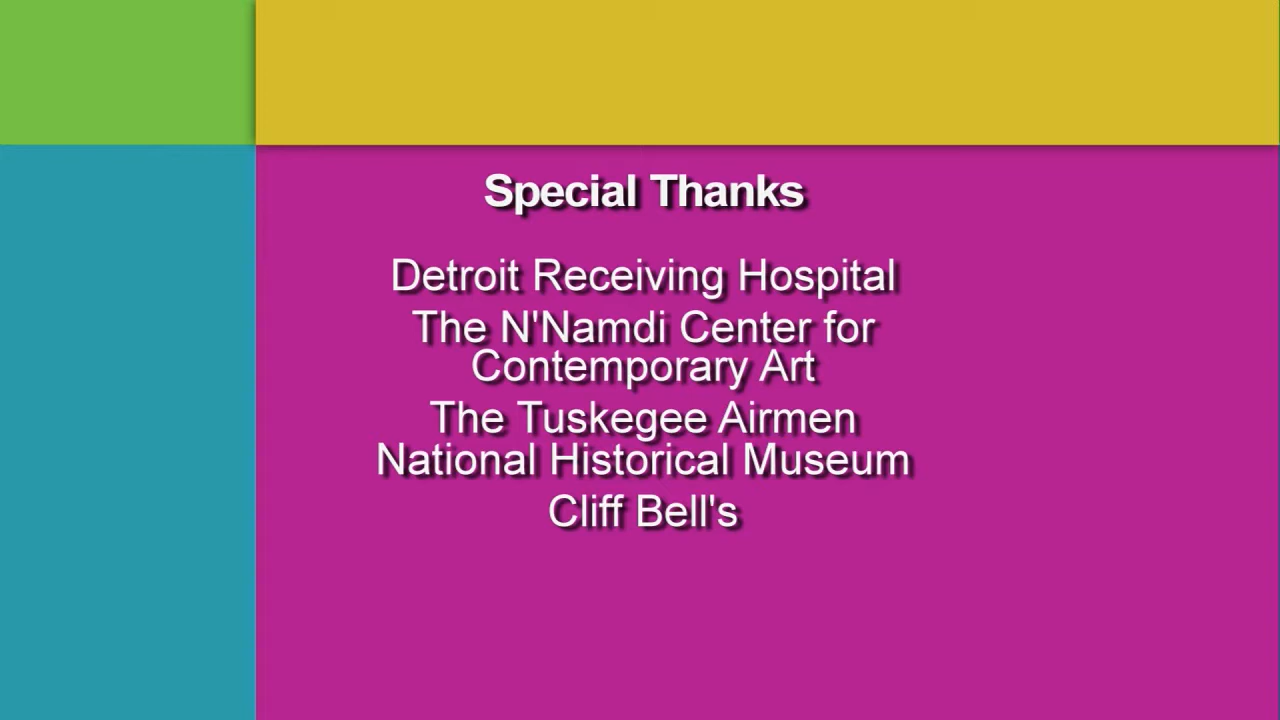 Special Thanks
Detroit Receiving Hospital
The N'Namdi Center for
Contemporary Art
The Tuskegee Airmen
National Historical Museum
Cliff Bell's